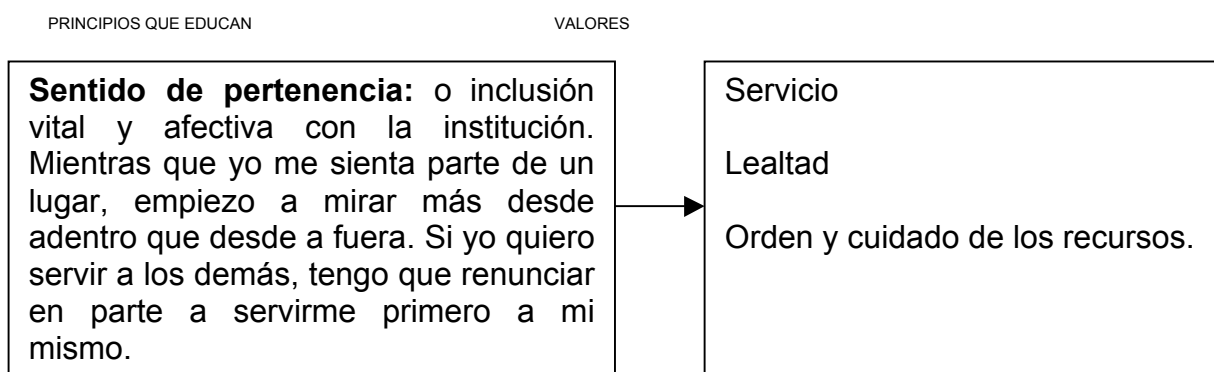 PRINCIPIOS QUE EDUCAN
VALORES
Sentido de pertenencia: o inclusión
vital y afectiva con la institución.
Mientras que yo me sienta parte de un
lugar, empiezo a mirar más desde
adentro que desde a fuera. Si yo quiero
servir a los demás, tengo que renunciar
en parte a servirme primero a mi
mismo.
Servicio
Lealtad
Orden y cuidado de los recursos.